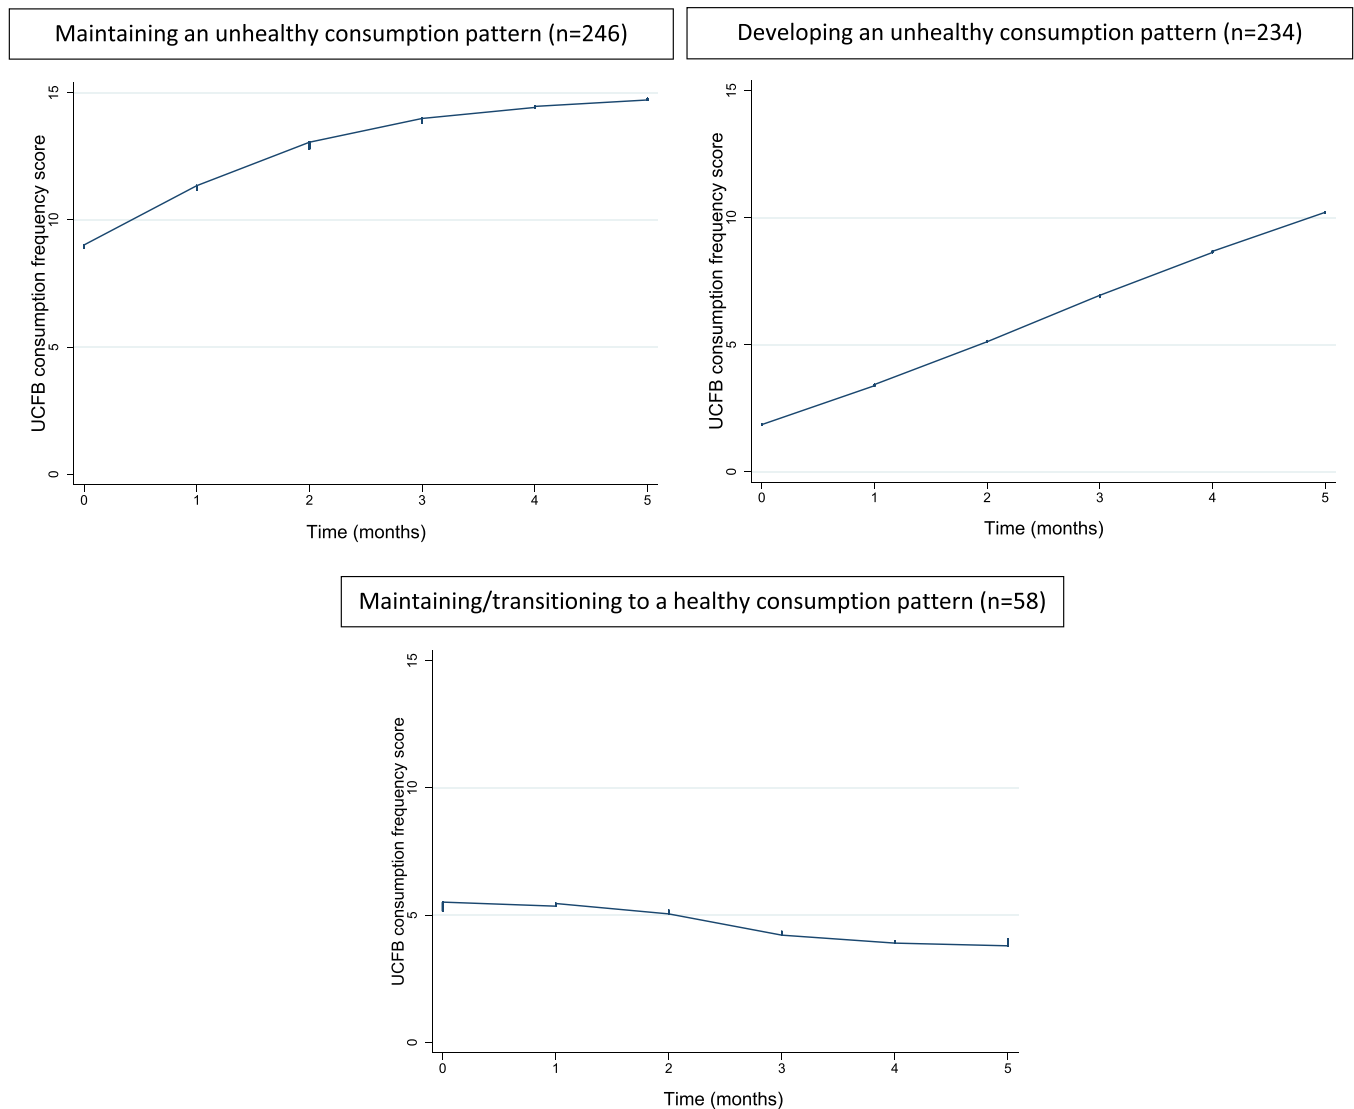 Maintaining an unhealthy consumption pattern (n=246)
UCFB consumption frequency score
15
10
5
0
0 1 2 3 4 5
Time (months)
Developing an unhealthy consumption pattern (n=234)
UCFB consumption frequency score
15
10
5
0
0 1 2 3 4 5
Time (months)
Maintaining/transitioning to a healthy consumption pattern (n=58)
UCFB consumption frequency score
15
10
5
0
0 1 2 3 4 5
Time (months)